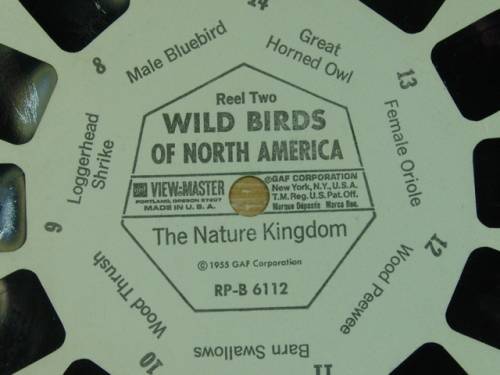 Reel Two
WILD BIRDS
OF NORTH AMERICA
GAF VIEW-MASTER
PORTLAND, OREGON 97207
MADE IN U. S. A.
®GAF CORPORATION
New York, N.Y., U.S.A.
T.M. Reg. U.S. Pat. Off.
Marque Déposée Marca Reg.
The Nature Kingdom
© 1955 GAF Corporation
RP-B 6112
8
Male Bluebird
14
Great
Horned Owl
13
Female Oriole
12
Wood Peewee
11
Barn Swallows
10
Wood Thrush
9
Loggerhead
Shrike